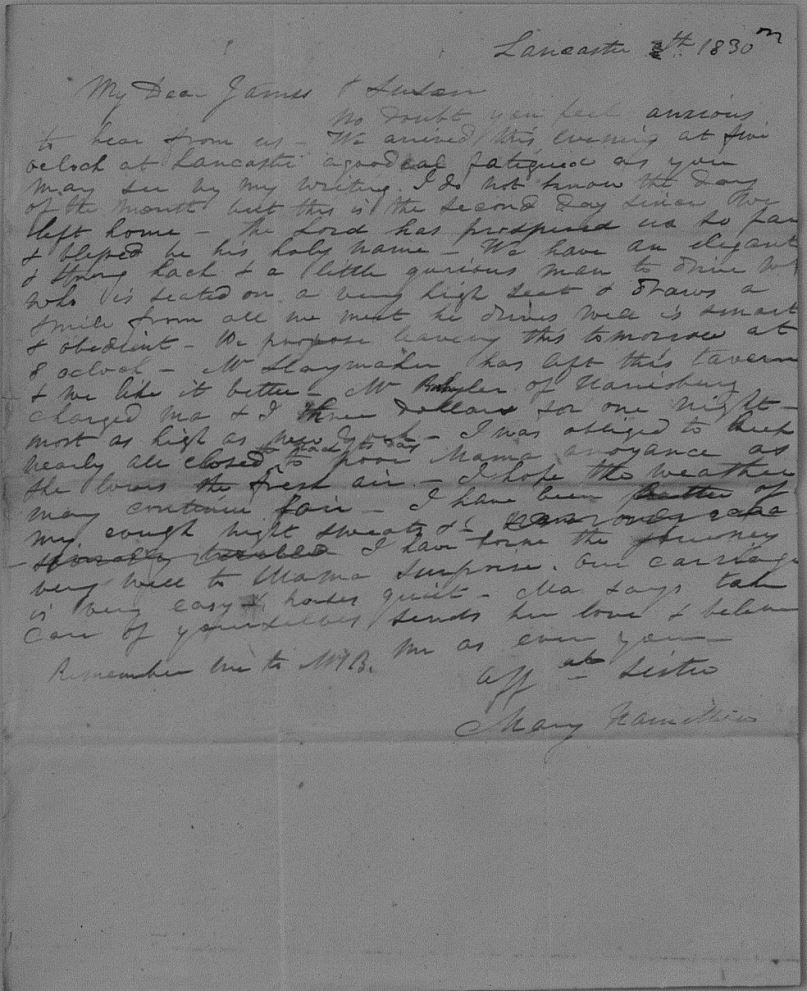 Lancaster th. 1830
My Dear James & Susan
No doubt you feel anxious
to hear from us - We arrived this evening at five
oclock at Lancaster a good deal fatigued as you
may see by my writing. I do not know the day
of the month but this is the second day since we
left home - the Lord has prospered us so far
& blessed be his holy name - We have an elegant
& strong hack & a little curious man to drive
who is seated on a very high seat & draws a
smile from all we meet he drives well is smart
& obedient - We propose leaving this tomorrow at
8 oclock - Mr Slaymaker has left this tavern
& we like it better - Mr of Harrisburg
charged ma & I three dollars for one night -
most as high as new York - I was obliged to keep
nearly all closed to poor Mama anoyance as
she loves the fresh air. - I hope the weather
may continue fair - I have been better of
my cough night sweats &c
I have borne the journey
very well to Mama surprise. Our carriage
is very easy & horses quiet - Ma says take
care of yourselves sends her love & believe
me as ever your
Remember me to Mr B.
aff ate sister
Mary Hamilton